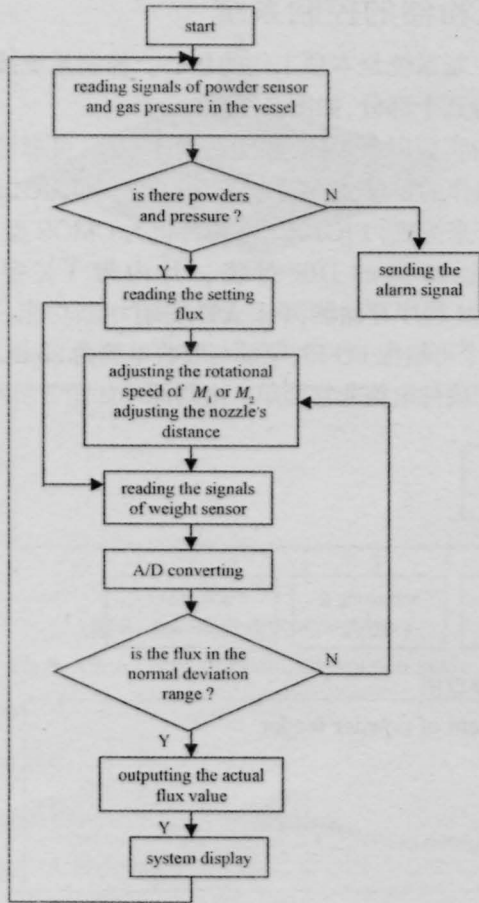 start
reading signals of powder sensor
and gas pressure in the vessel
is there powders
and pressure ?
N
Y
sending the
alarm signal
reading the setting
flux
adjusting the rotational
speed of M1 or M2
adjusting the nozzle's
distance
reading the signals
of weight sensor
A/D converting
is the flux in the
normal deviation
range ?
N
Y
outputting the actual
flux value
Y
system display